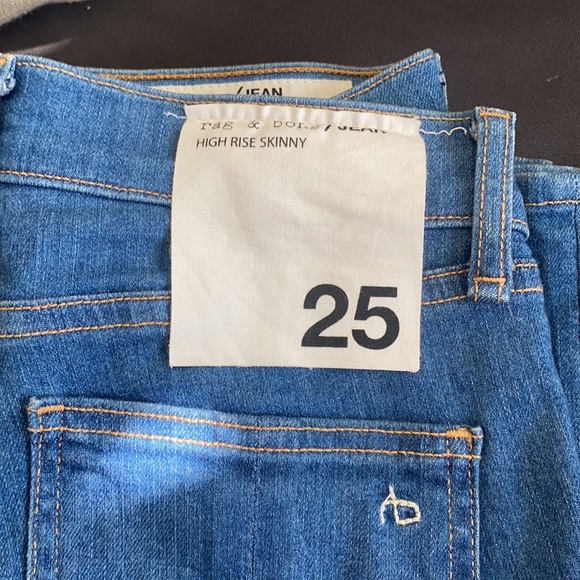 /JEAN
rag & bone/JEAN
HIGH RISE SKINNY
25